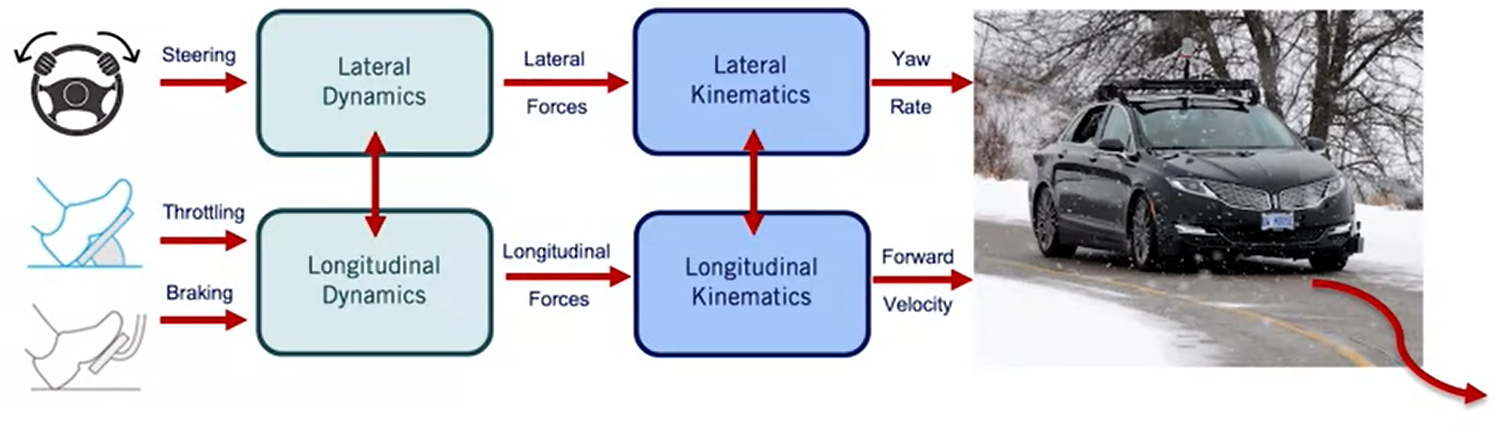 Steering
Lateral
Dynamics
Lateral
Forces
Lateral
Kinematics
Yaw
Rate
Throttling
Braking
Longitudinal
Dynamics
Longitudinal
Forces
Longitudinal
Kinematics
Forward
Velocity